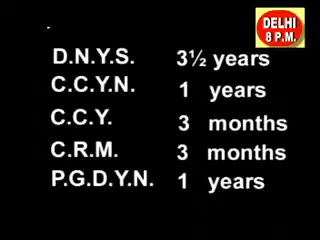 DELHI
8 P.M.
D.N.Y.S. 3½ years
C.C.Y.N. 1 years
C.C.Y. 3 months
C.R.M. 3 months
P.G.D.Y.N. 1 years